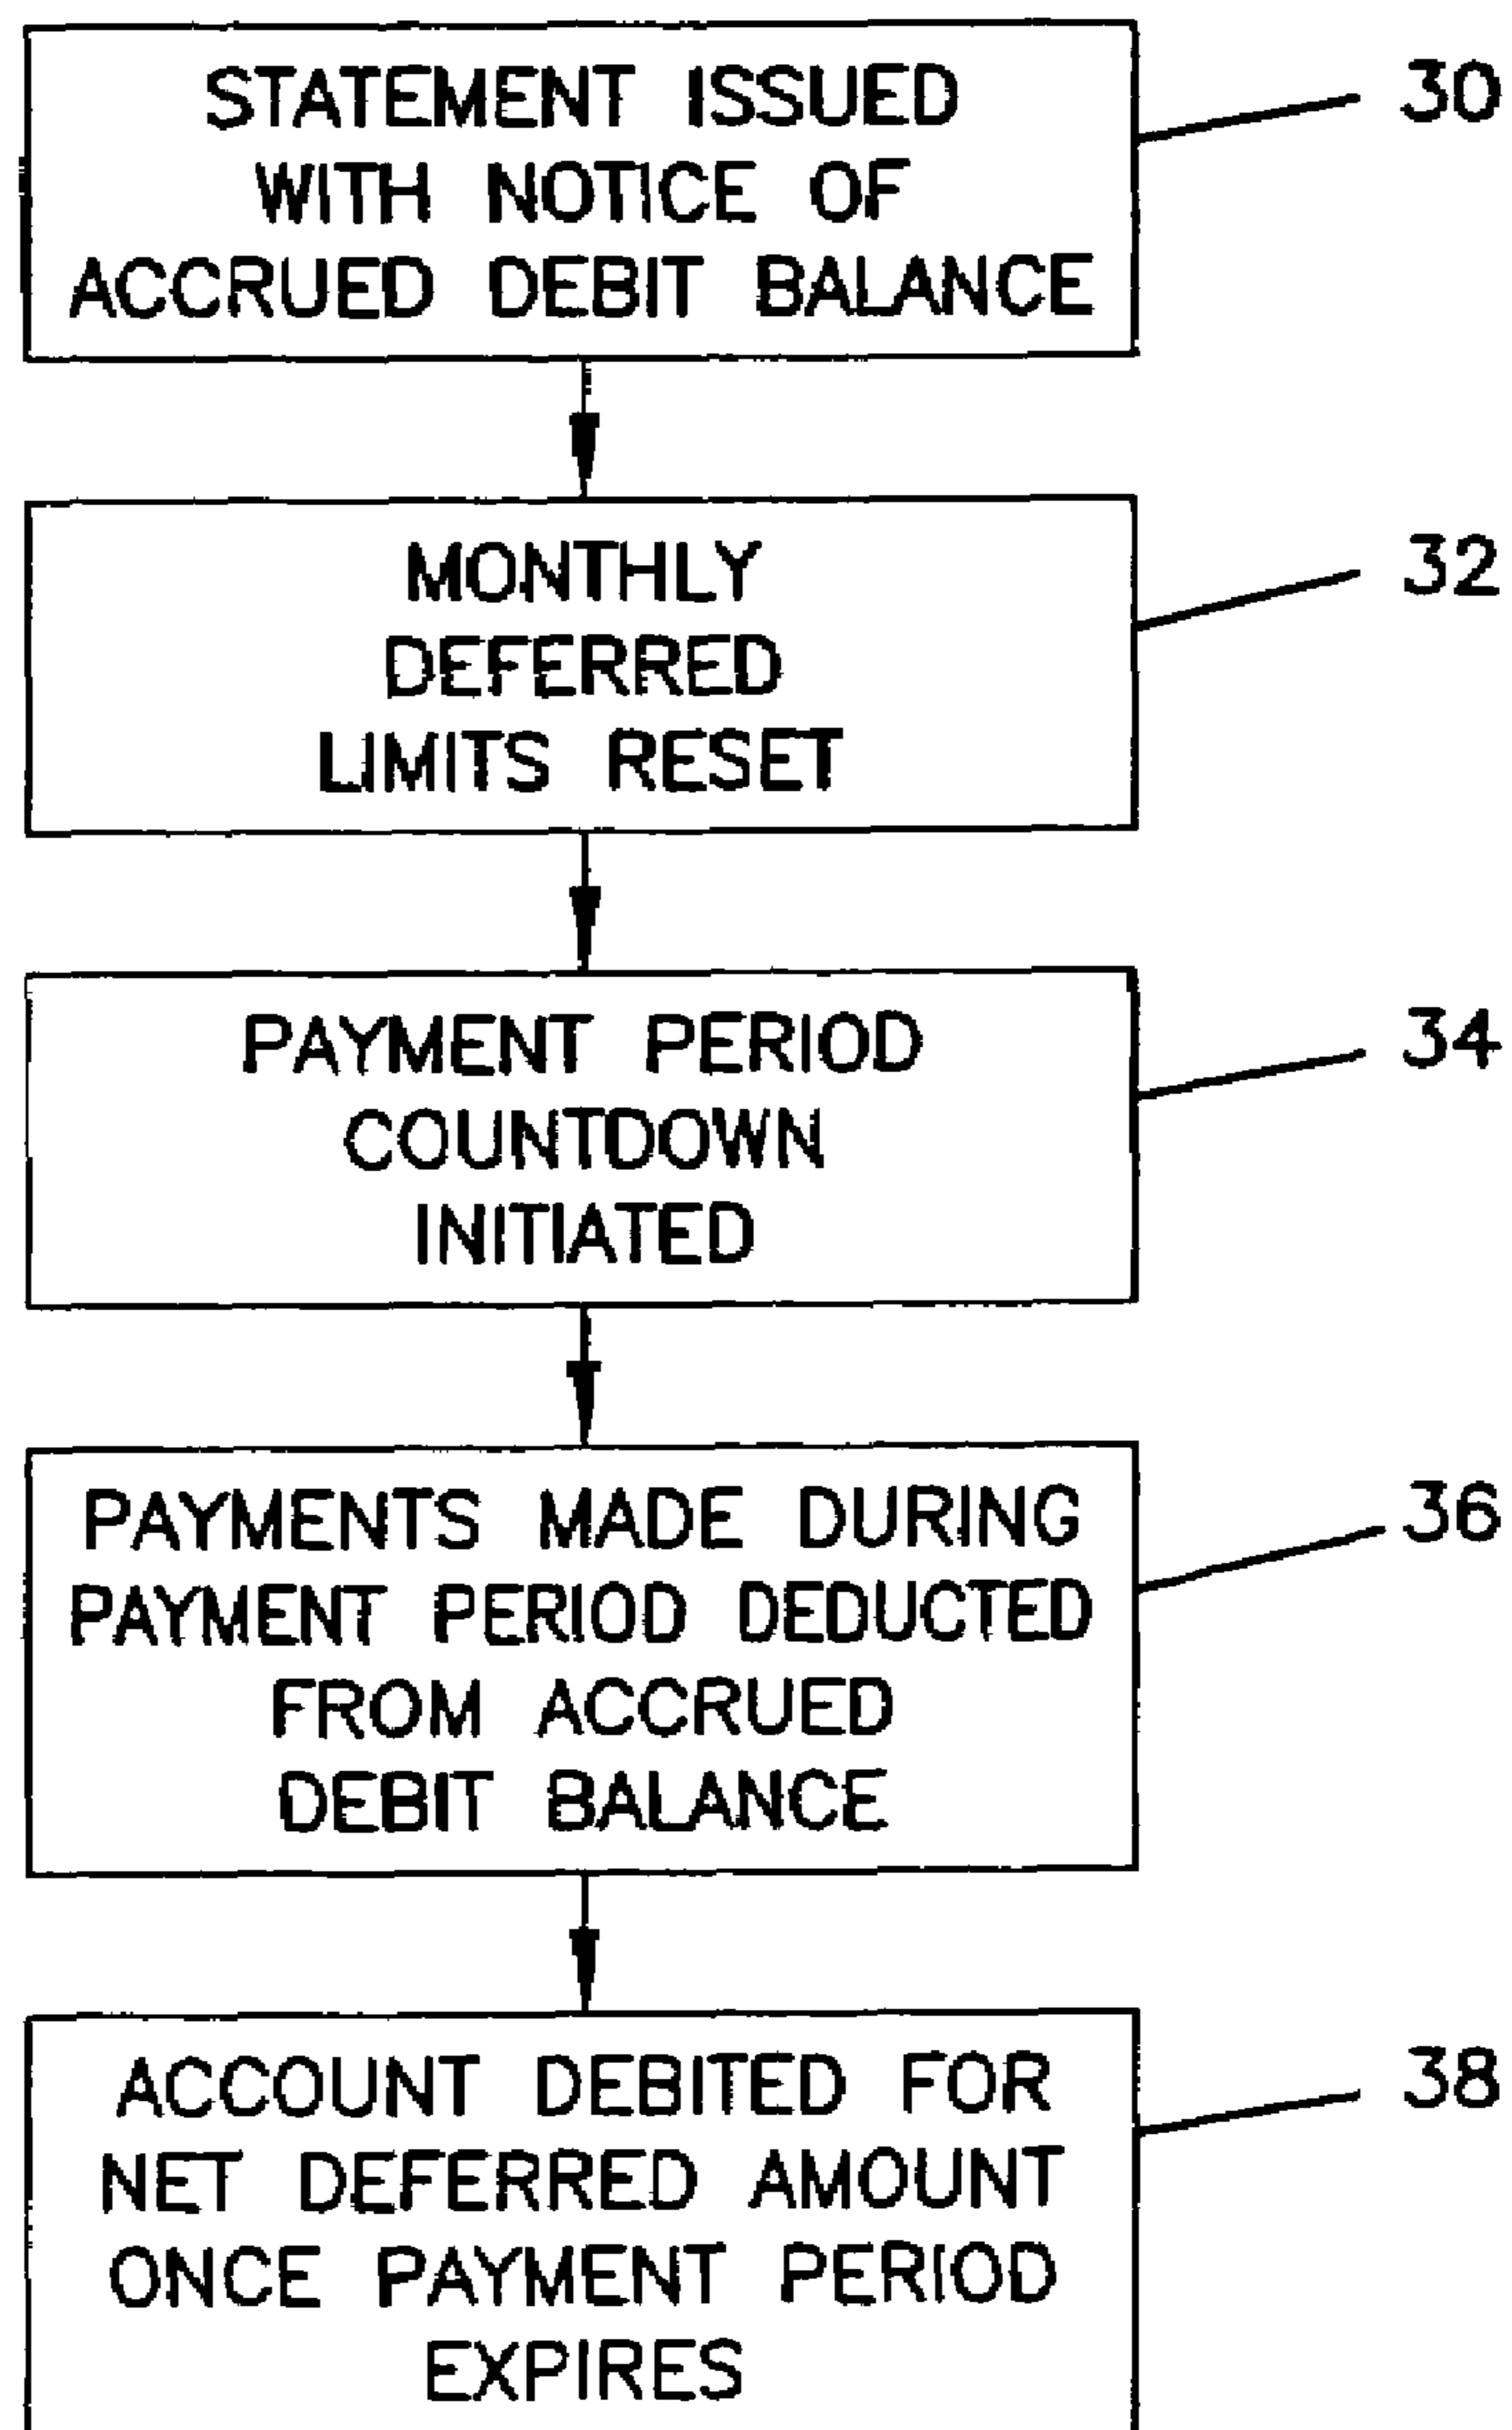 STATEMENT ISSUED
WITH NOTICE OF
ACCRUED DEBIT BALANCE
30
MONTHLY
DEFERRED
LIMITS RESET
32
PAYMENT PERIOD
COUNTDOWN
INITIATED
34
PAYMENTS MADE DURING
PAYMENT PERIOD DEDUCTED
FROM ACCRUED
DEBIT BALANCE
36
ACCOUNT DEBITED FOR
NET DEFERRED AMOUNT
ONCE PAYMENT PERIOD
EXPIRES
38